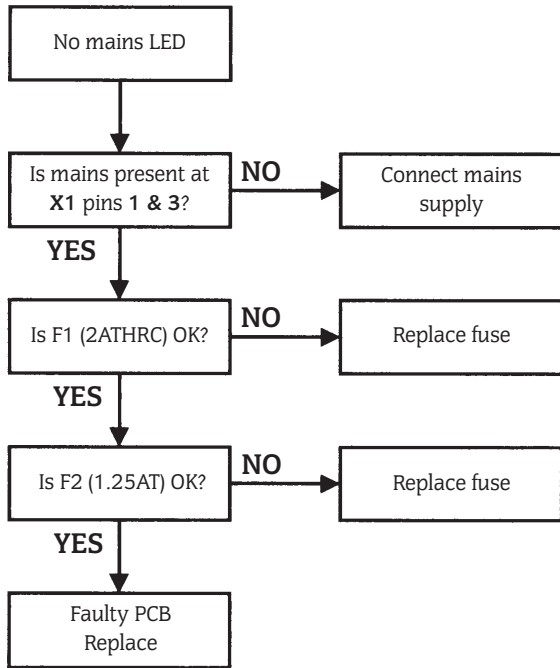 No mains LED
Is mains present at
X1 pins 1 & 3?
NO
Connect mains
supply
YES
Is F1 (2ATHRC) OK?
NO
Replace fuse
YES
Is F2 (1.25AT) OK?
NO
Replace fuse
YES
Faulty PCB
Replace